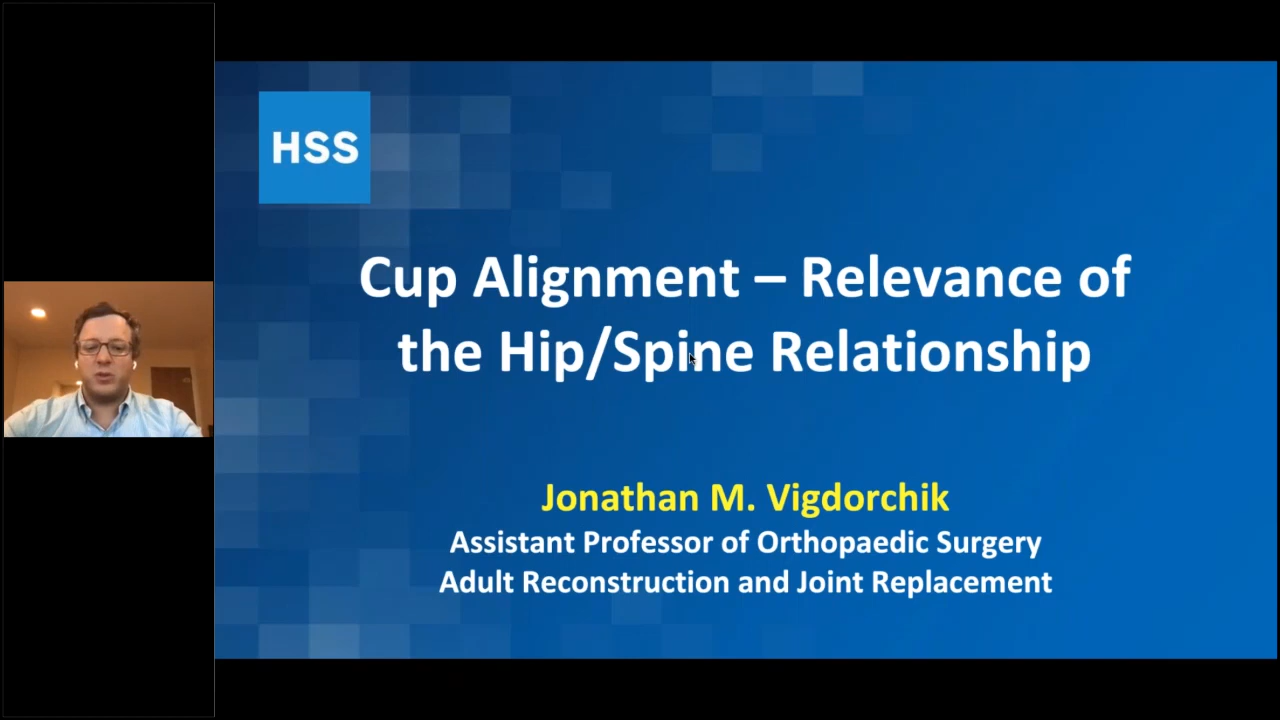 HSS
Cup Alignment – Relevance of
the Hip/Spine Relationship
Jonathan M. Vigdorchik
Assistant Professor of Orthopaedic Surgery
Adult Reconstruction and Joint Replacement